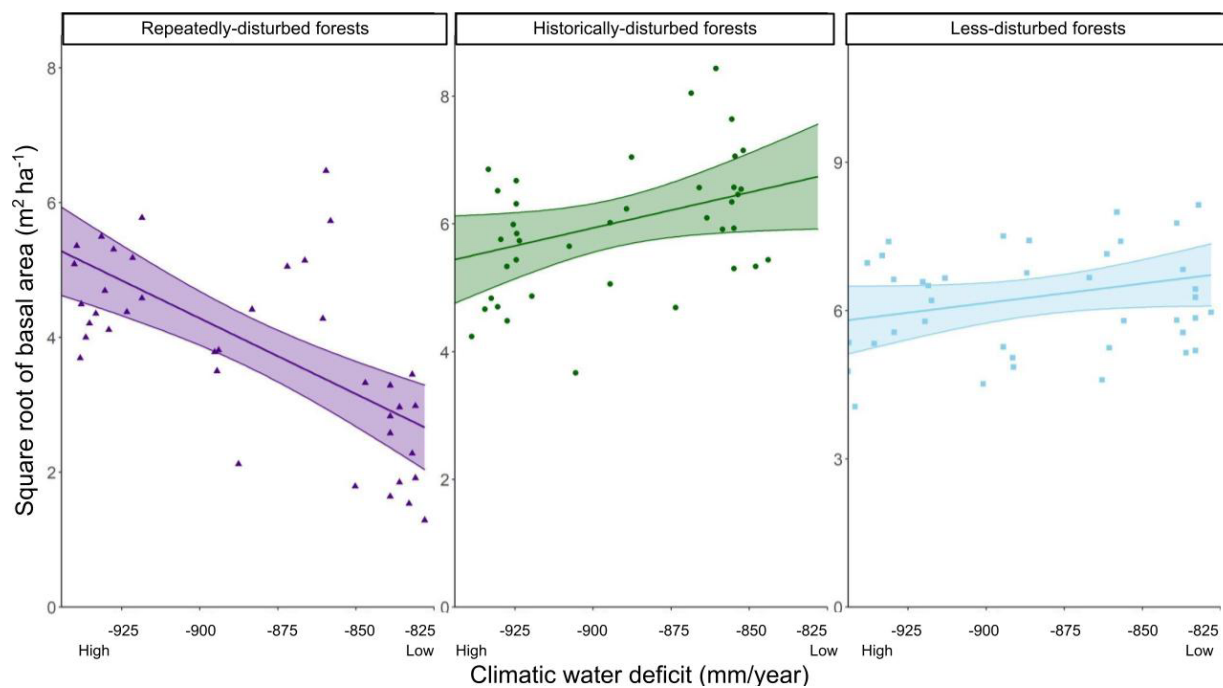 Repeatedly-disturbed forests
Historically-disturbed forests
Less-disturbed forests
Square root of basal area (m² ha⁻¹)
8
6
4
2
0
8
6
4
2
0
9
6
3
0
-925 -900 -875 -850 -825
High Low
-925 -900 -875 -850 -825
High Low
-925 -900 -875 -850 -825
High Low
Climatic water deficit (mm/year)